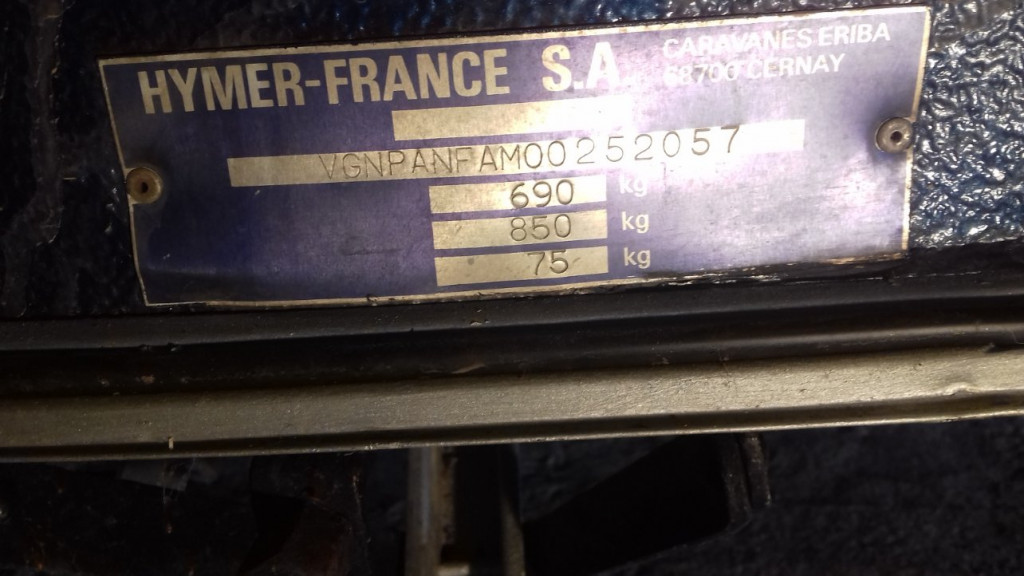 HYMER-FRANCE S.A.
CARAVANES ERIBA
68700 CERNAY
VGNPANFAM00252057
690 kg
850 kg
75 kg